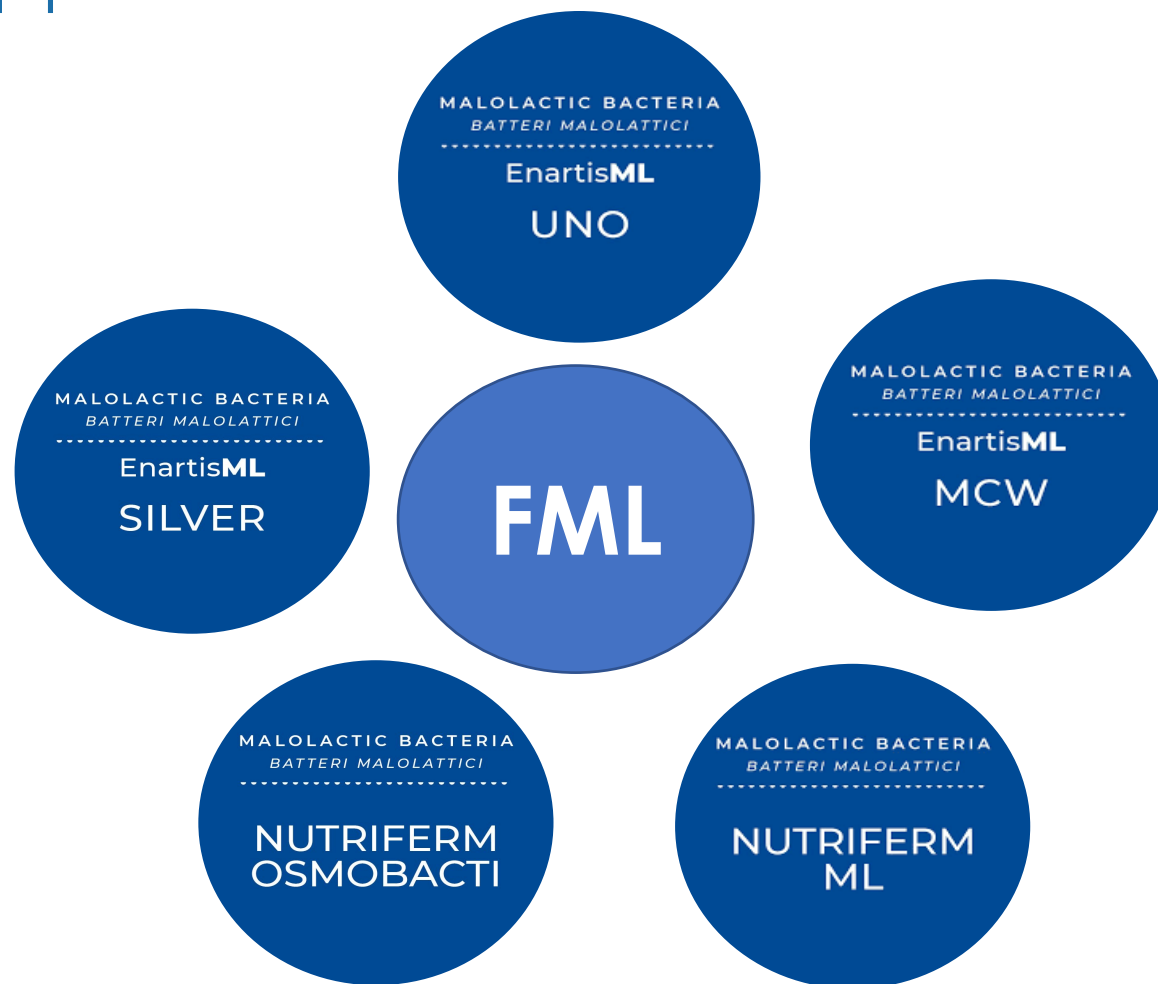 MALOLACTIC BACTERIA
BATTERI MALOLATTICI
EnartisML
UNO
MALOLACTIC BACTERIA
BATTERI MALOLATTICI
EnartisML
SILVER
FML
MALOLACTIC BACTERIA
BATTERI MALOLATTICI
EnartisML
MCW
MALOLACTIC BACTERIA
BATTERI MALOLATTICI
NUTRIFERM
OSMOBACTI
MALOLACTIC BACTERIA
BATTERI MALOLATTICI
NUTRIFERM
ML